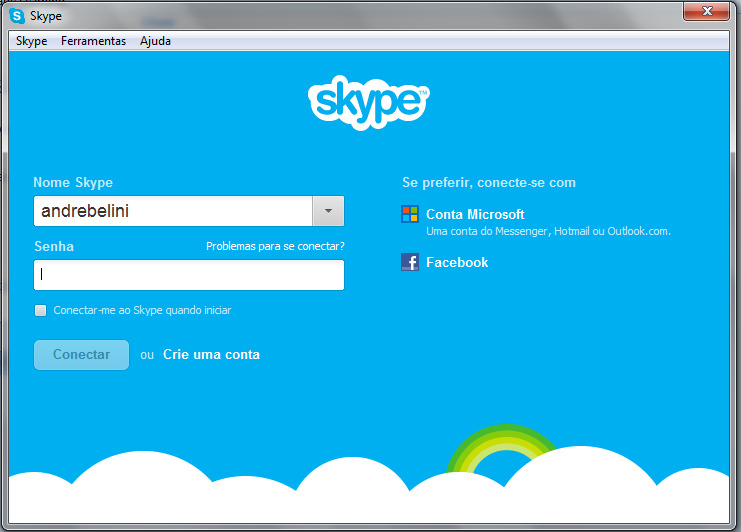 Skype
Skype Ferramentas Ajuda
skype™
Nome Skype
andrebelini
Senha Problemas para se conectar?
Conectar-me ao Skype quando iniciar
Conectar ou Crie uma conta
Se preferir, conecte-se com
Conta Microsoft
Uma conta do Messenger, Hotmail ou Outlook.com.
Facebook